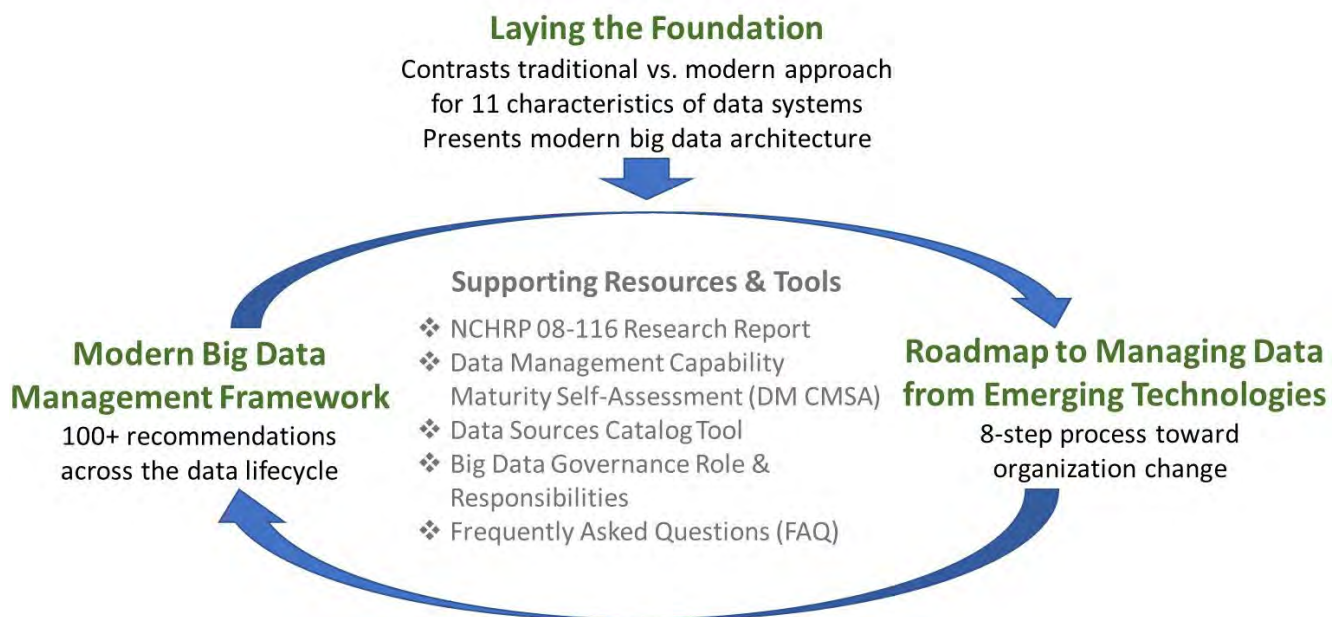 Laying the Foundation
Contrasts traditional vs. modern approach
for 11 characteristics of data systems
Presents modern big data architecture
Supporting Resources & Tools
❖ NCHRP 08-116 Research Report
❖ Data Management Capability
Maturity Self-Assessment (DM CMSA)
❖ Data Sources Catalog Tool
❖ Big Data Governance Role &
Responsibilities
❖ Frequently Asked Questions (FAQ)
Modern Big Data
Management Framework
100+ recommendations
across the data lifecycle
Roadmap to Managing Data
from Emerging Technologies
8-step process toward
organization change